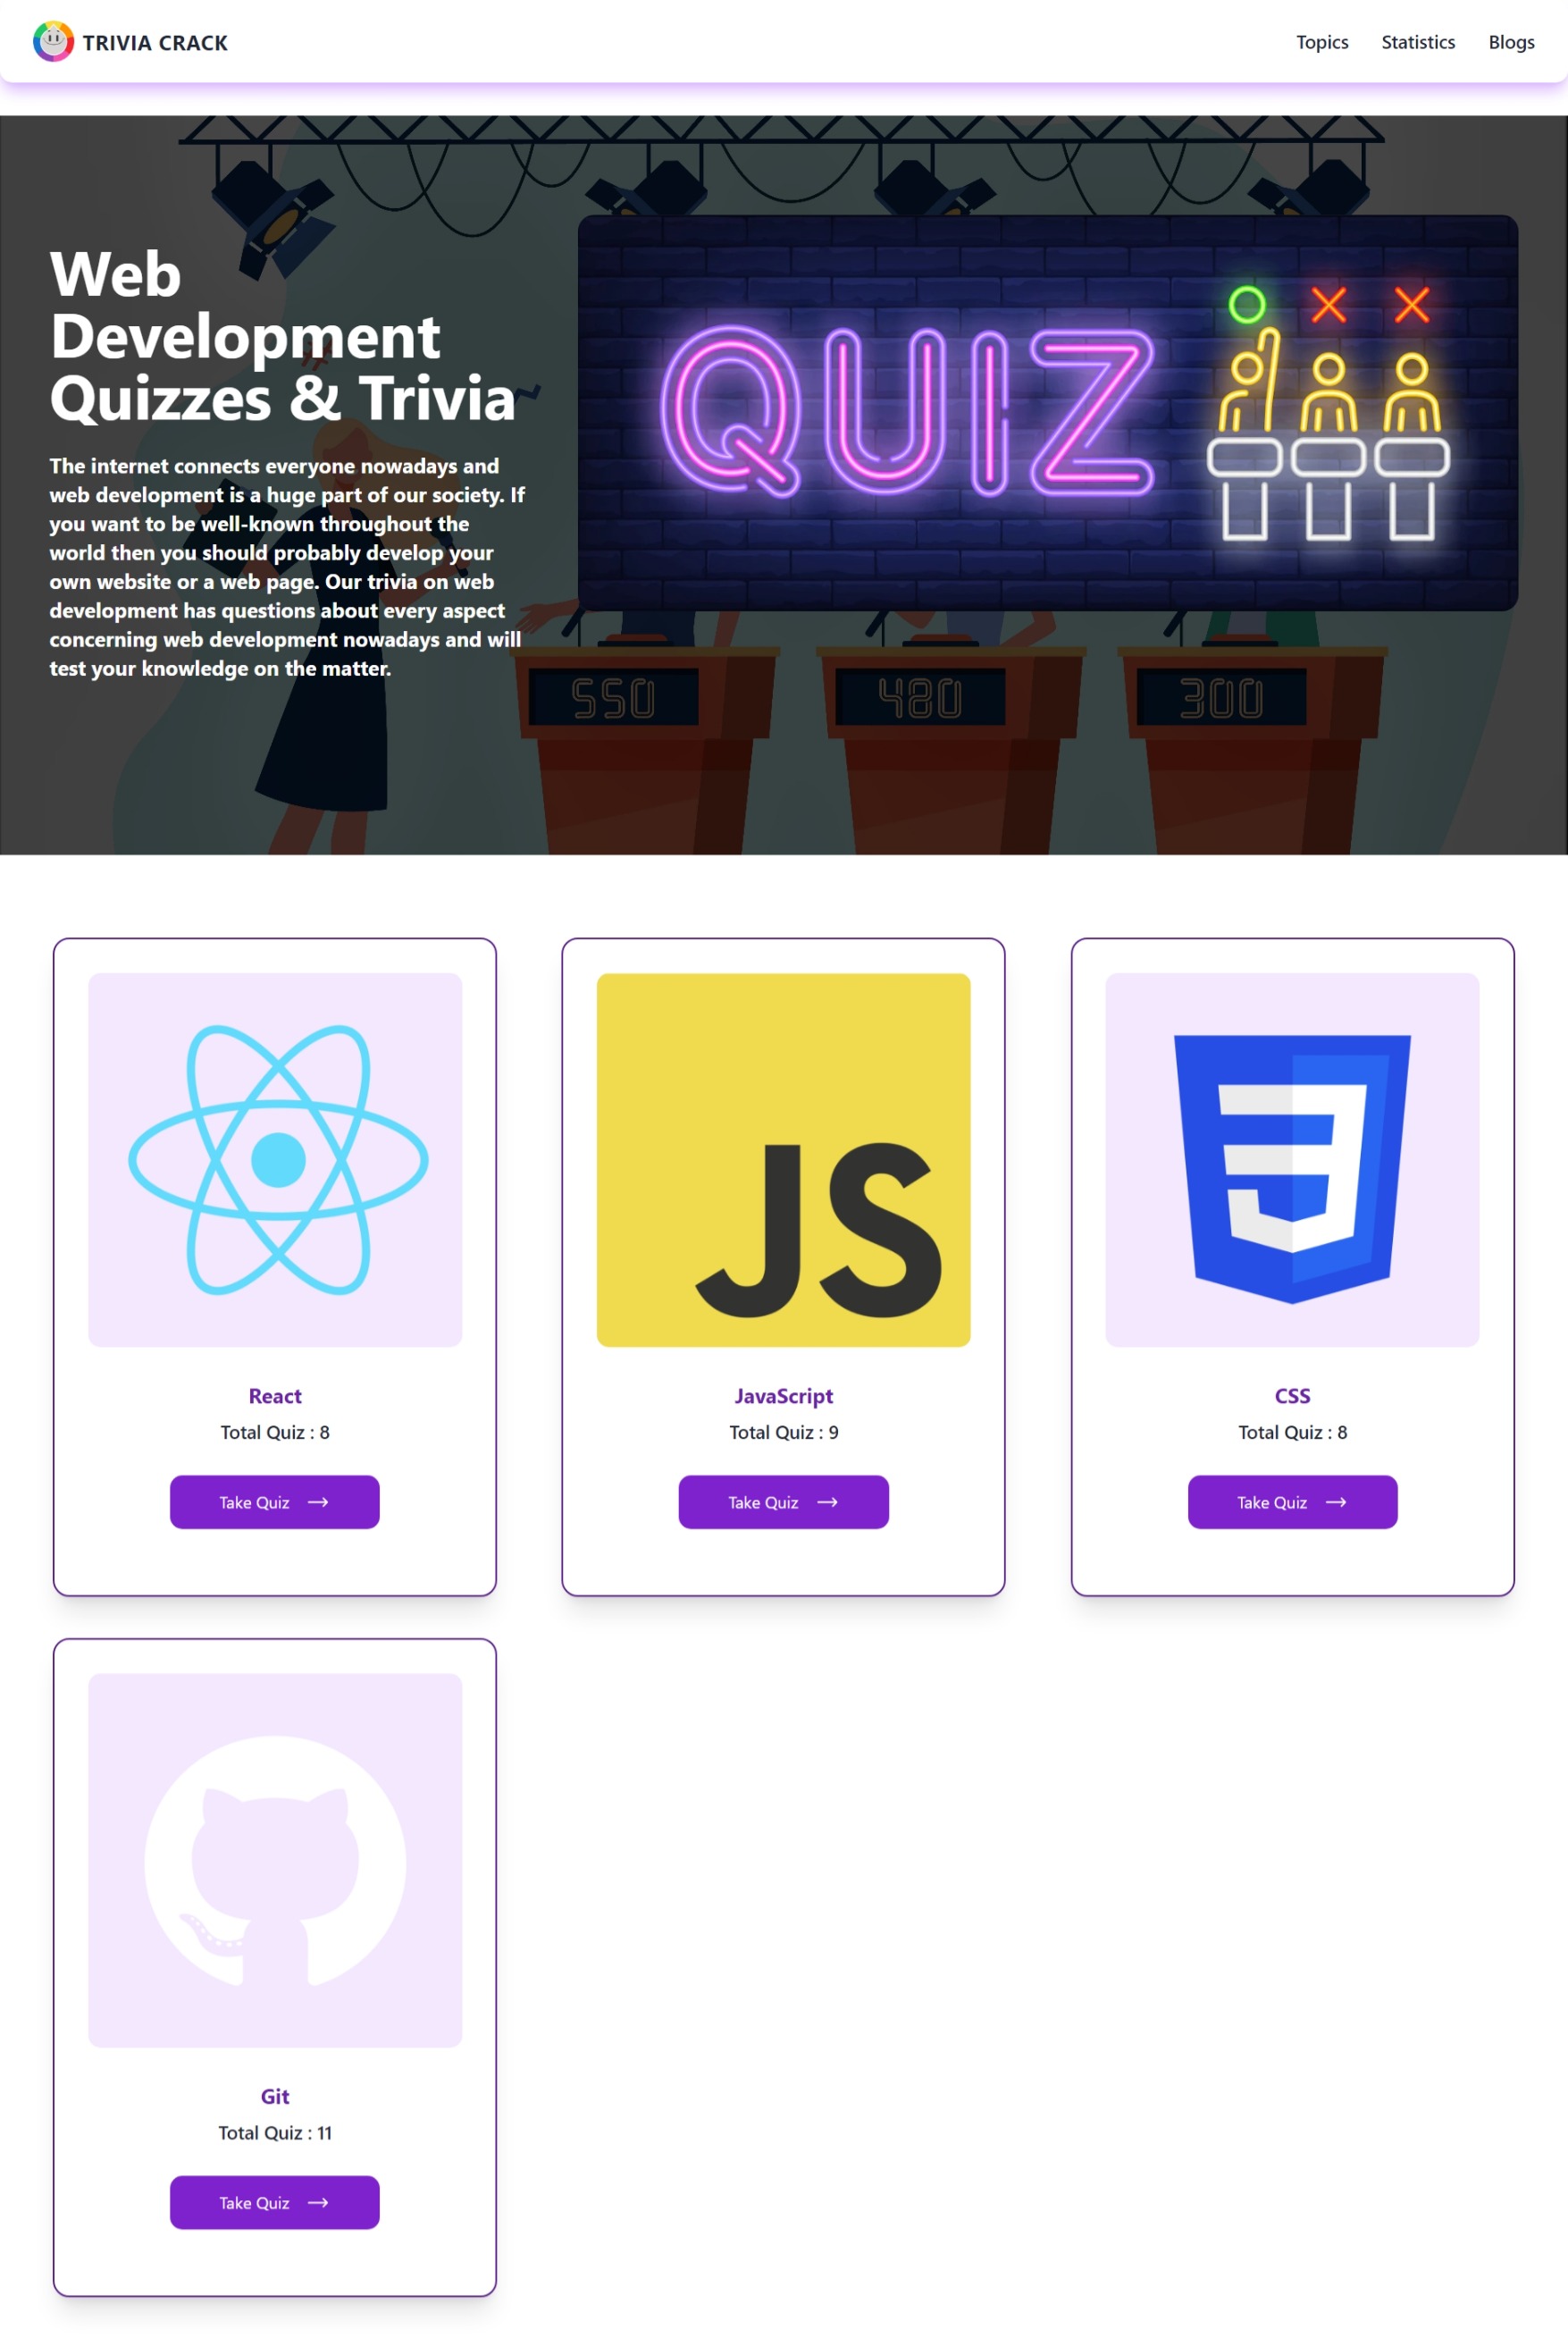 TRIVIA CRACK
Topics Statistics Blogs
Web
Development
Quizzes & Trivia
The internet connects everyone nowadays and
web development is a huge part of our society. If
you want to be well-known throughout the
world then you should probably develop your
own website or a web page. Our trivia on web
development has questions about every aspect
concerning web development nowadays and will
test your knowledge on the matter.
QUIZ
550 480 300
JS
React
Total Quiz : 8
Take Quiz
JavaScript
Total Quiz : 9
Take Quiz
CSS
Total Quiz : 8
Take Quiz
Git
Total Quiz : 11
Take Quiz